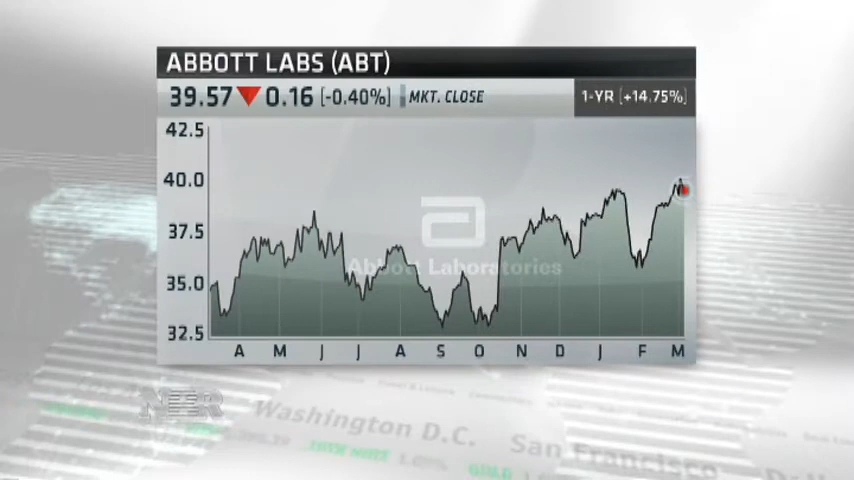 ABBOTT LABS (ABT)
39.57 0.16 [-0.40%] MKT. CLOSE 1-YR [+14.75%]
42.5
40.0
37.5
35.0
32.5
a
Abbott Laboratories
A M J J A S O N D J F M
NBR
Washington D.C.
San Francisco